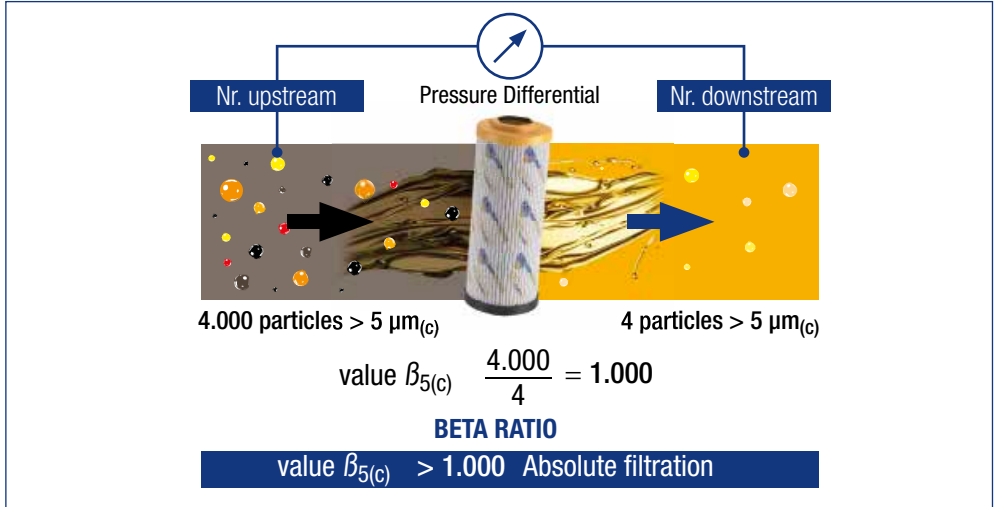 Nr. upstream
Pressure Differential
Nr. downstream
4.000 particles > 5 µm(c)
4 particles > 5 µm(c)
value β5(c) 4.000 / 4 = 1.000
BETA RATIO
value β5(c) > 1.000 Absolute filtration